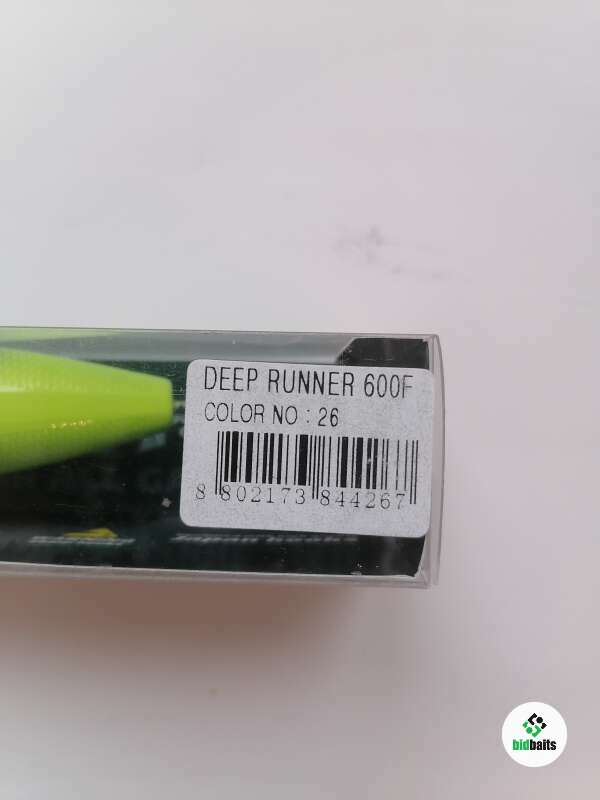 DEEP RUNNER 600F
COLOR NO : 26
8 802173 844267
bidbaits